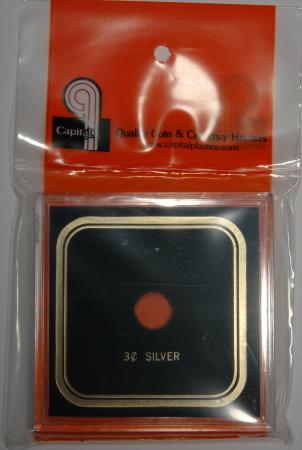 Capital
Quality Coin & Currency Holders
www.capitalplastics.com
3¢ SILVER